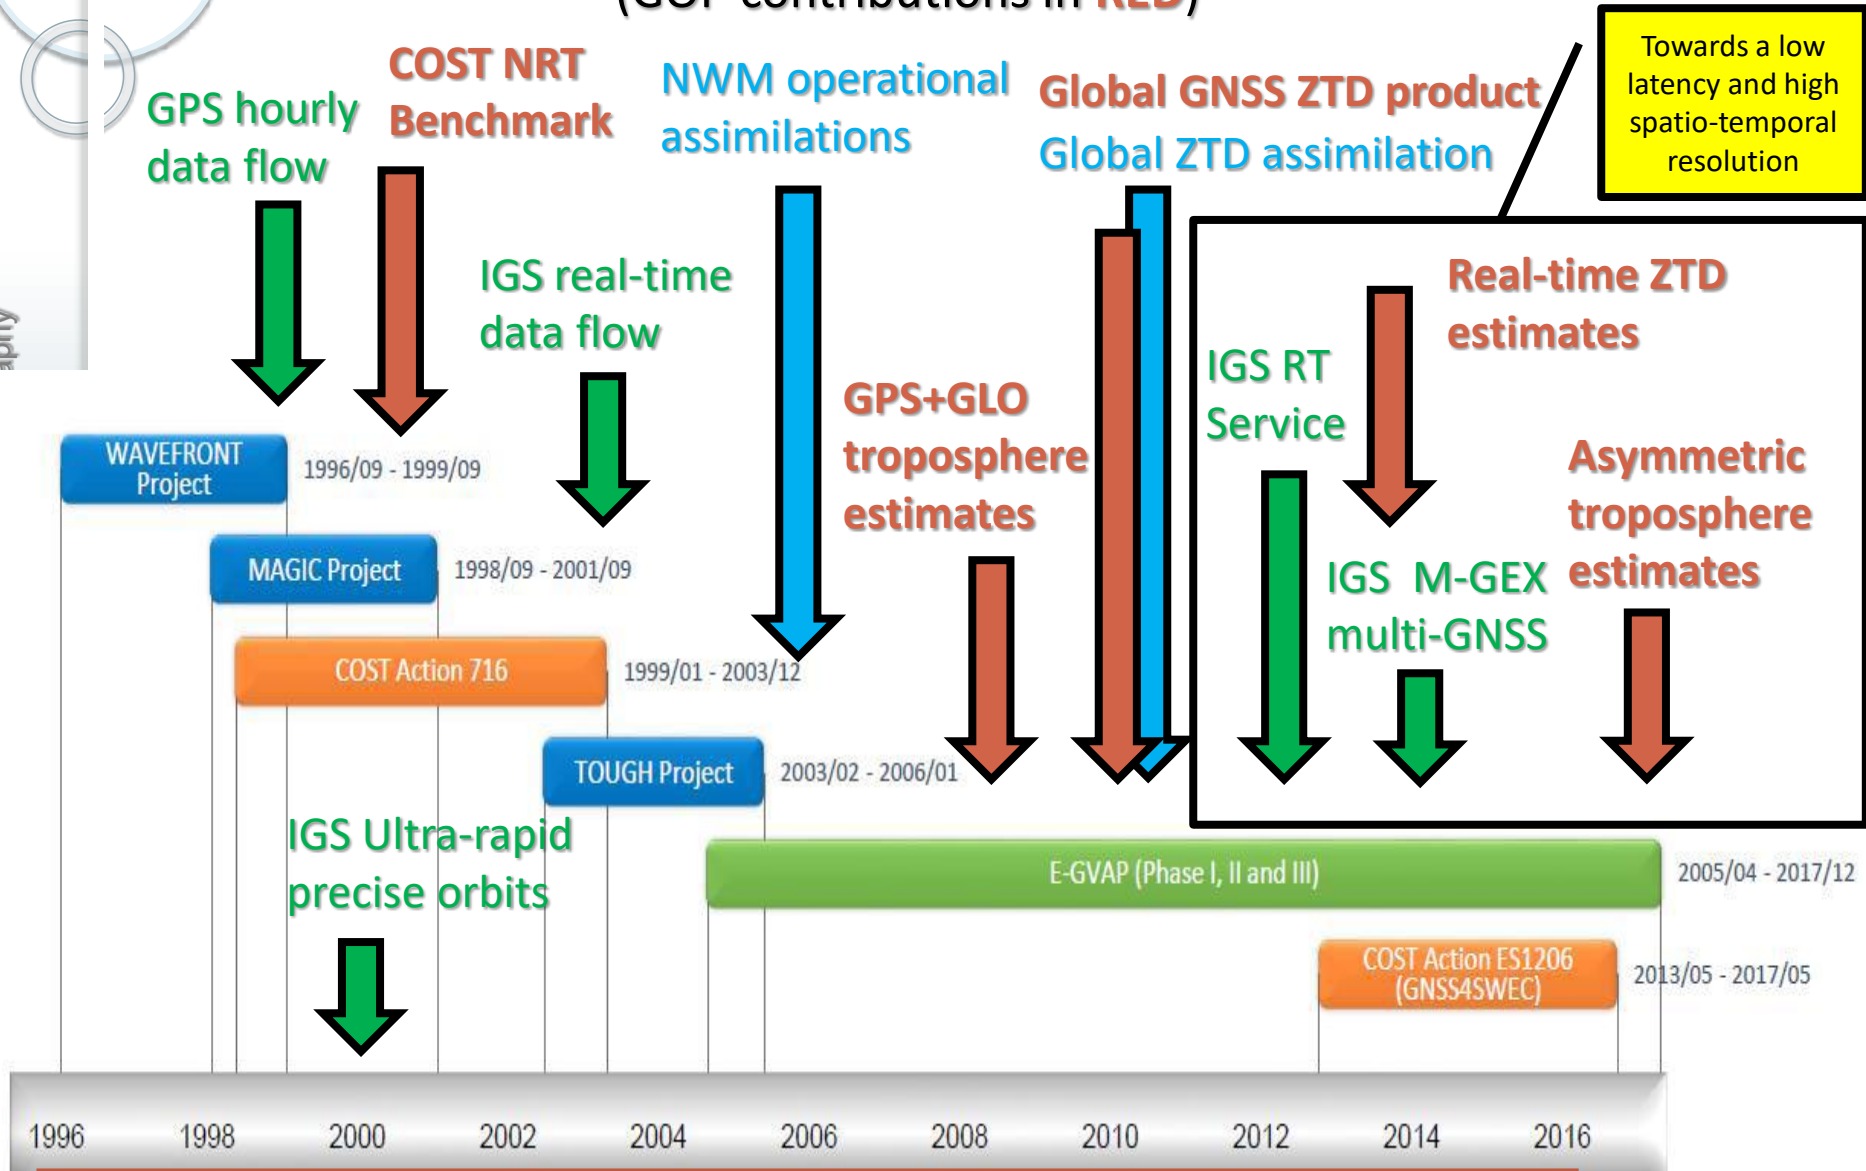 (GOP contributions in RED)
Towards a low
latency and high
spatio-temporal
resolution
COST NRT
Benchmark
GPS hourly
data flow
NWM operational
assimilations
Global GNSS ZTD product
Global ZTD assimilation
IGS real-time
data flow
Real-time ZTD
estimates
IGS RT
Service
GPS+GLO
troposphere
estimates
Asymmetric
troposphere
estimates
IGS M-GEX
multi-GNSS
WAVEFRONT
Project
1996/09 - 1999/09
MAGIC Project
1998/09 - 2001/09
COST Action 716
1999/01 - 2003/12
TOUGH Project
2003/02 - 2006/01
IGS Ultra-rapid
precise orbits
E-GVAP (Phase I, II and III)
2005/04 - 2017/12
COST Action ES1206
(GNSS4SWEC)
2013/05 - 2017/05
1996 1998 2000 2002 2004 2006 2008 2010 2012 2014 2016